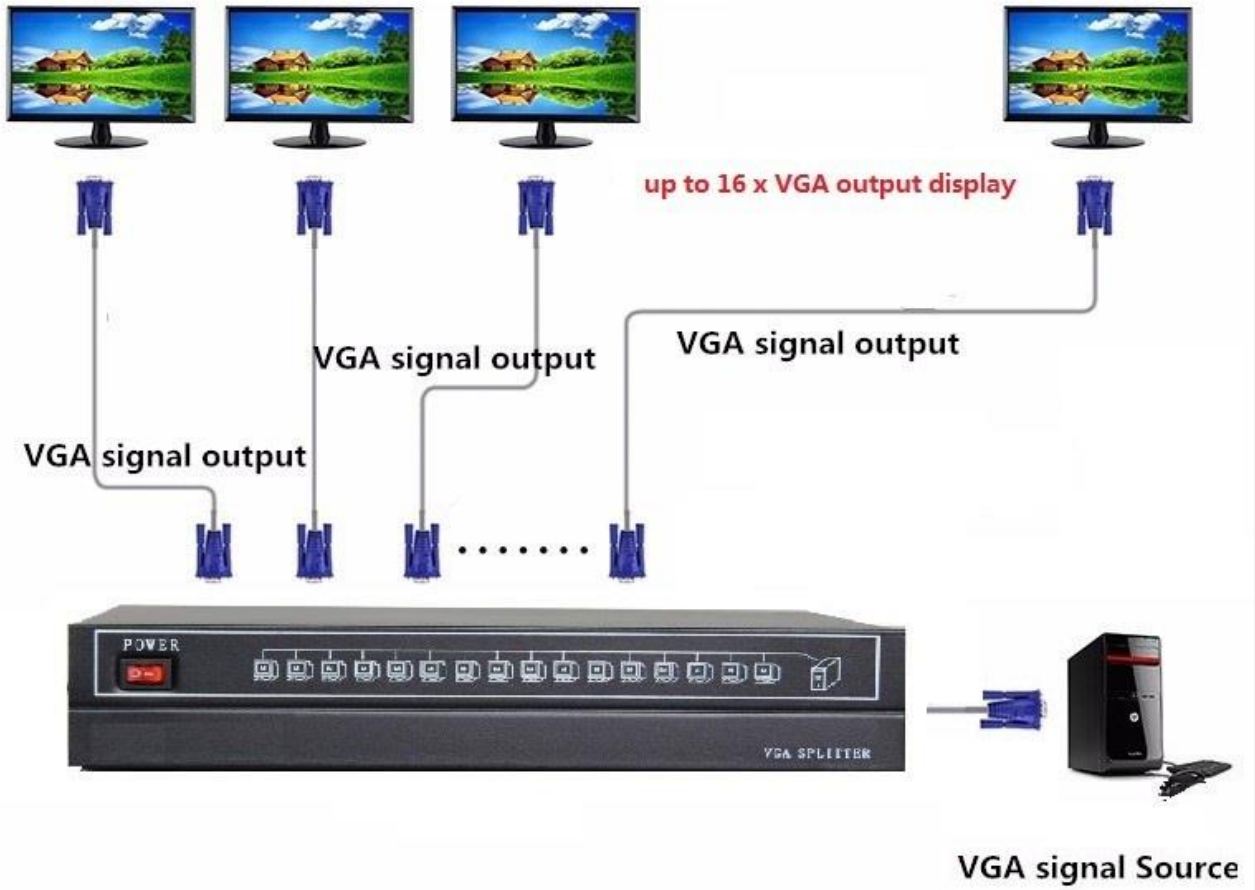 up to 16 x VGA output display
VGA signal output
VGA signal output
VGA signal output
POWER
VGA SPLITTER
VGA signal Source